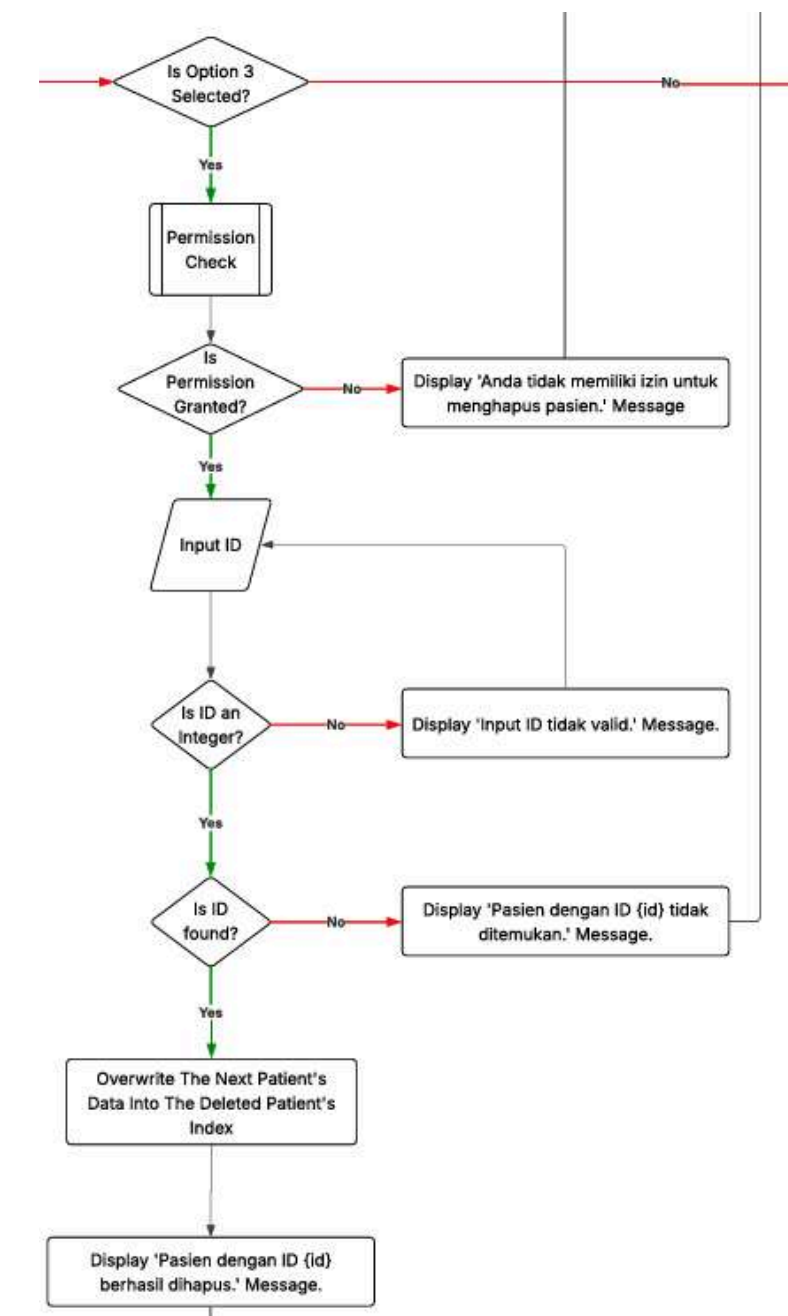 Is Option 3
Selected?
No
Yes
Permission
Check
Is
Permission
Granted?
No
Display 'Anda tidak memiliki izin untuk
menghapus pasien.' Message
Yes
Input ID
Is ID an
Integer?
No
Display 'Input ID tidak valid.' Message.
Yes
Is ID
found?
No
Display 'Pasien dengan ID {id} tidak
ditemukan.' Message.
Yes
Overwrite The Next Patient's
Data Into The Deleted Patient's
Index
Display 'Pasien dengan ID {id}
berhasil dihapus.' Message.